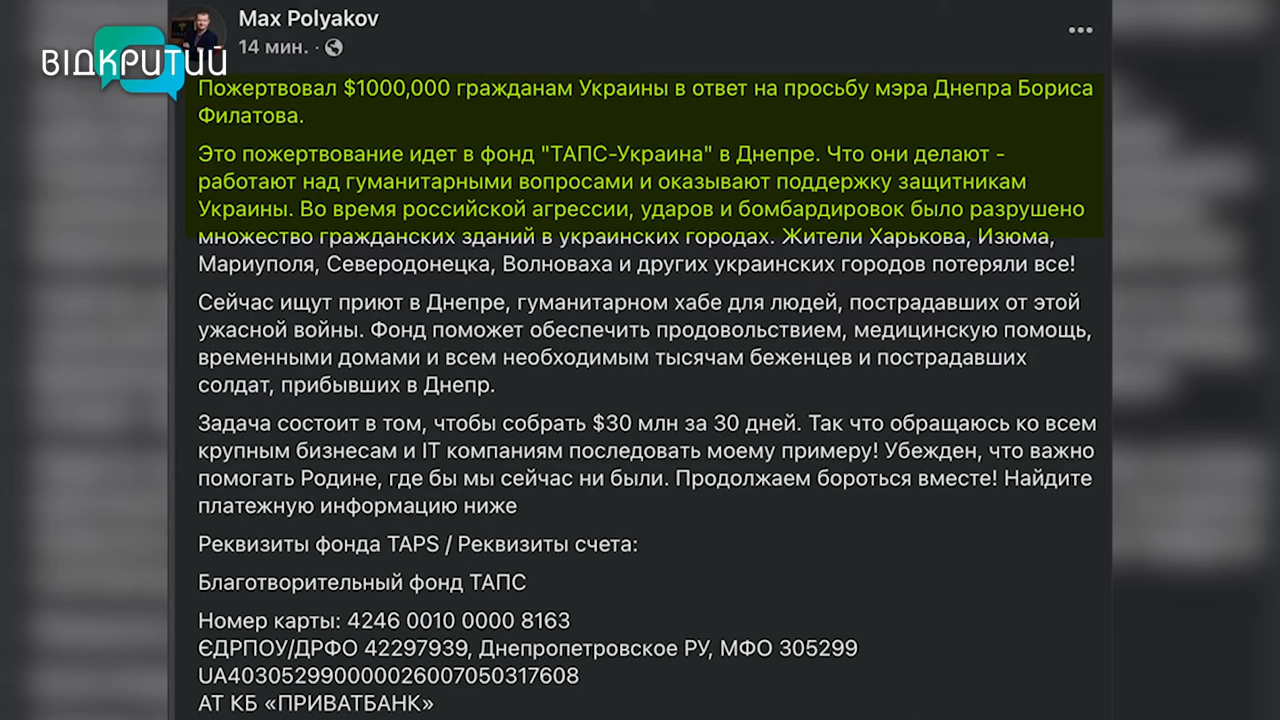 Max Polyakov
14 мин. ·
ВІДКРИТИЙ
Пожертвовал $1000,000 гражданам Украины в ответ на просьбу мэра Днепра Бориса
Филатова.
Это пожертвование идет в фонд "ТАПС-Украина" в Днепре. Что они делают -
работают над гуманитарными вопросами и оказывают поддержку защитникам
Украины. Во время российской агрессии, ударов и бомбардировок было разрушено
множество гражданских зданий в украинских городах. Жители Харькова, Изюма,
Мариуполя, Северодонецка, Волноваха и других украинских городов потеряли все!
Сейчас ищут приют в Днепре, гуманитарном хабе для людей, пострадавших от этой
ужасной войны. Фонд поможет обеспечить продовольствием, медицинскую помощь,
временными домами и всем необходимым тысячам беженцев и пострадавших
солдат, прибывших в Днепр.
Задача состоит в том, чтобы собрать $30 млн за 30 дней. Так что обращаюсь ко всем
крупным бизнесам и IT компаниям последовать моему примеру! Убежден, что важно
помогать Родине, где бы мы сейчас ни были. Продолжаем бороться вместе! Найдите
платежную информацию ниже
Реквизиты фонда TAPS / Реквизиты счета:
Благотворительный фонд ТАПС
Номер карты: 4246 0010 0000 8163
ЄДРПОУ/ДРФО 42297939, Днепропетровское РУ, МФО 305299
UA403052990000026007050317608
АТ КБ «ПРИВАТБАНК»